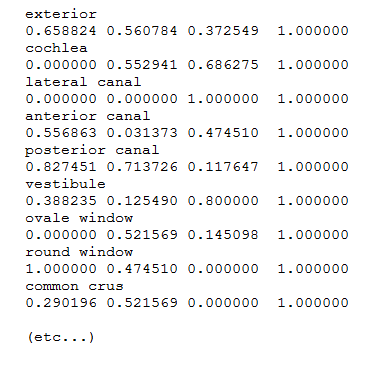 exterior
0.658824 0.560784 0.372549  1.000000
cochlea
0.000000 0.552941 0.686275  1.000000
lateral canal
0.000000 0.000000 1.000000  1.000000
anterior canal
0.556863 0.031373 0.474510  1.000000
posterior canal
0.827451 0.713726 0.117647  1.000000
vestibule
0.388235 0.125490 0.800000  1.000000
ovale window
0.000000 0.521569 0.145098  1.000000
round window
1.000000 0.474510 0.000000  1.000000
common crus
0.290196 0.521569 0.000000  1.000000
(etc...)